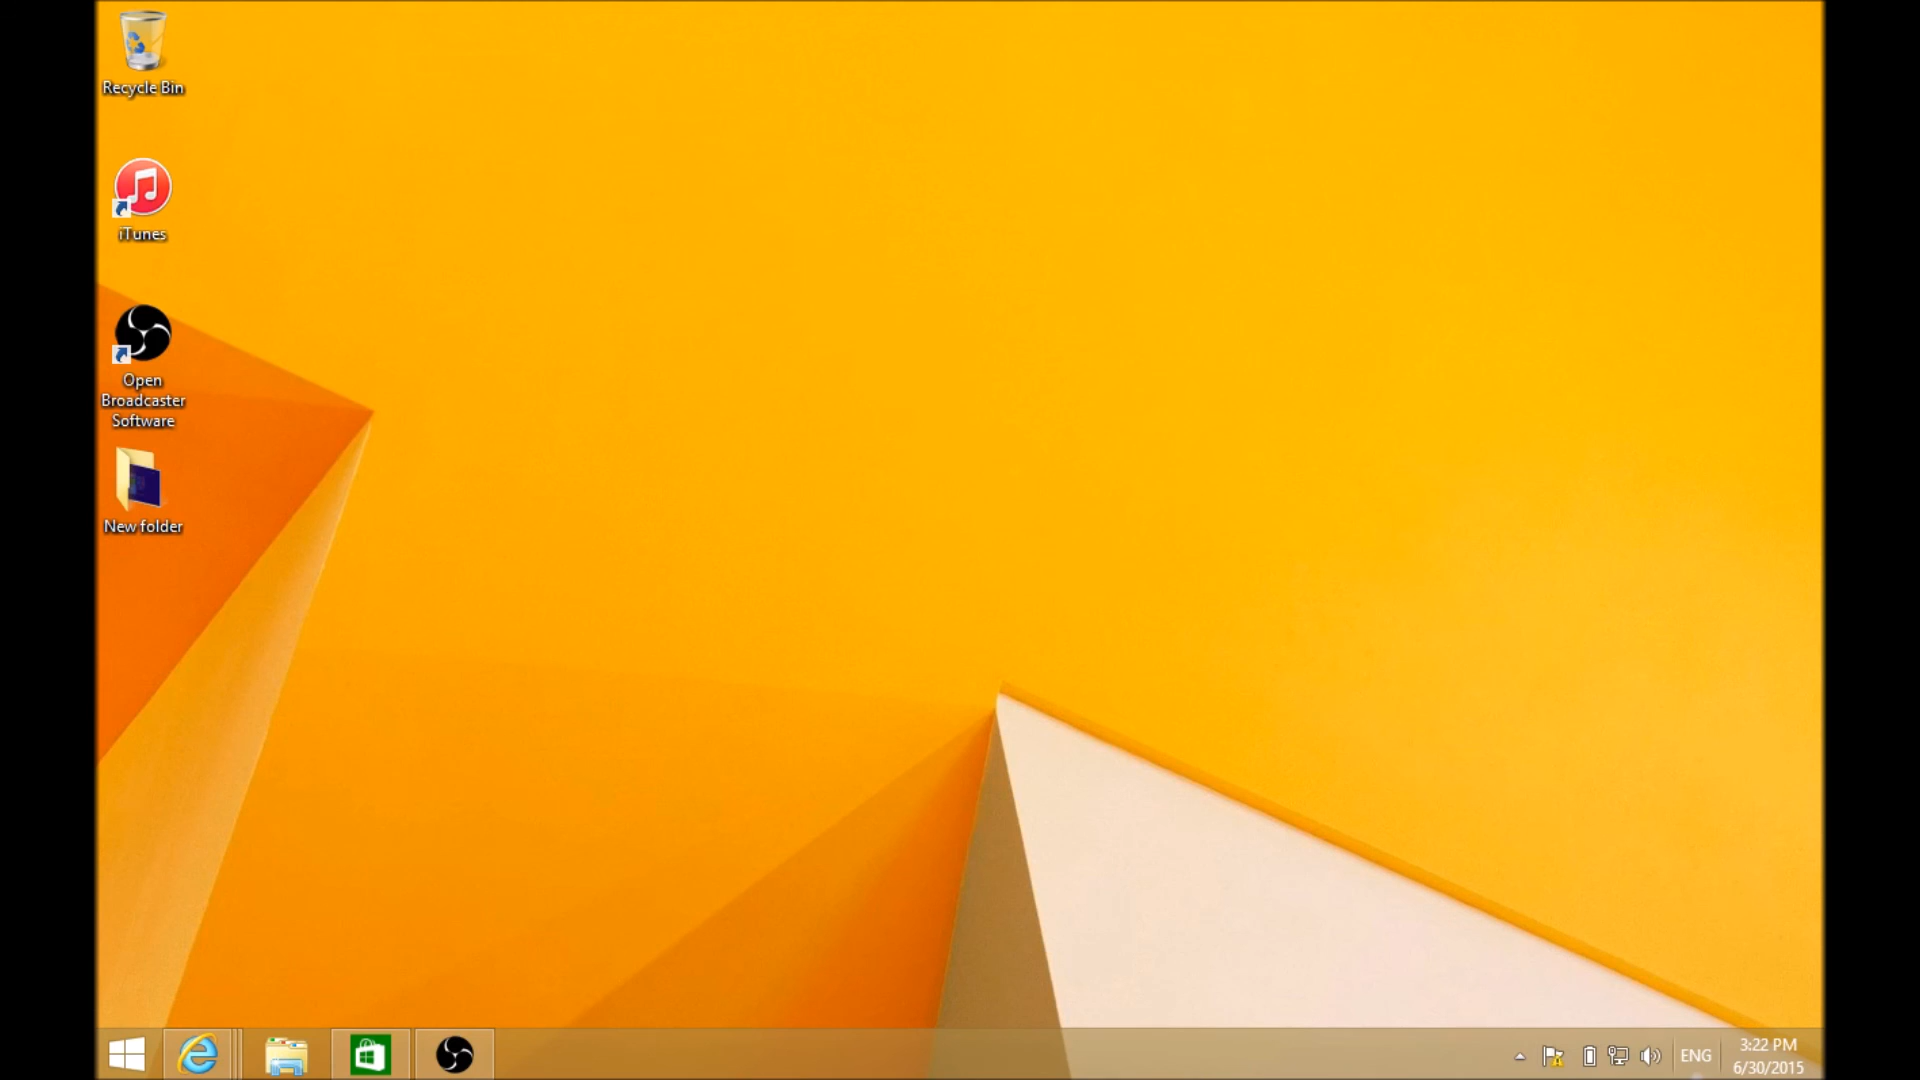 Recycle Bin
iTunes
Open
Broadcaster
Software
New folder
ENG
3:22 PM
6/30/2015